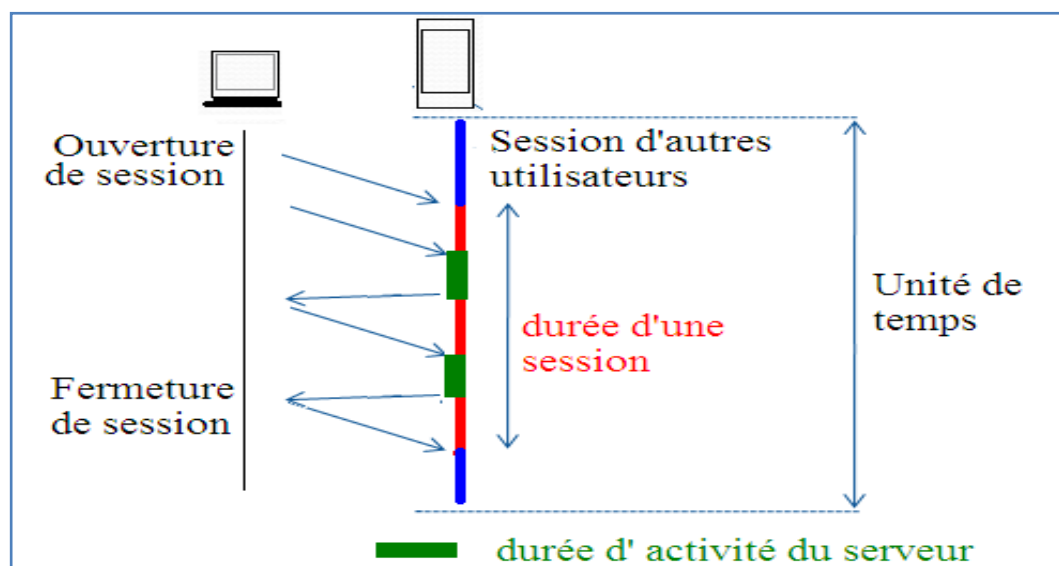 Ouverture
de session
Session d'autres
utilisateurs
Unité de
temps
durée d'une
session
Fermeture
de session
durée d' activité du serveur